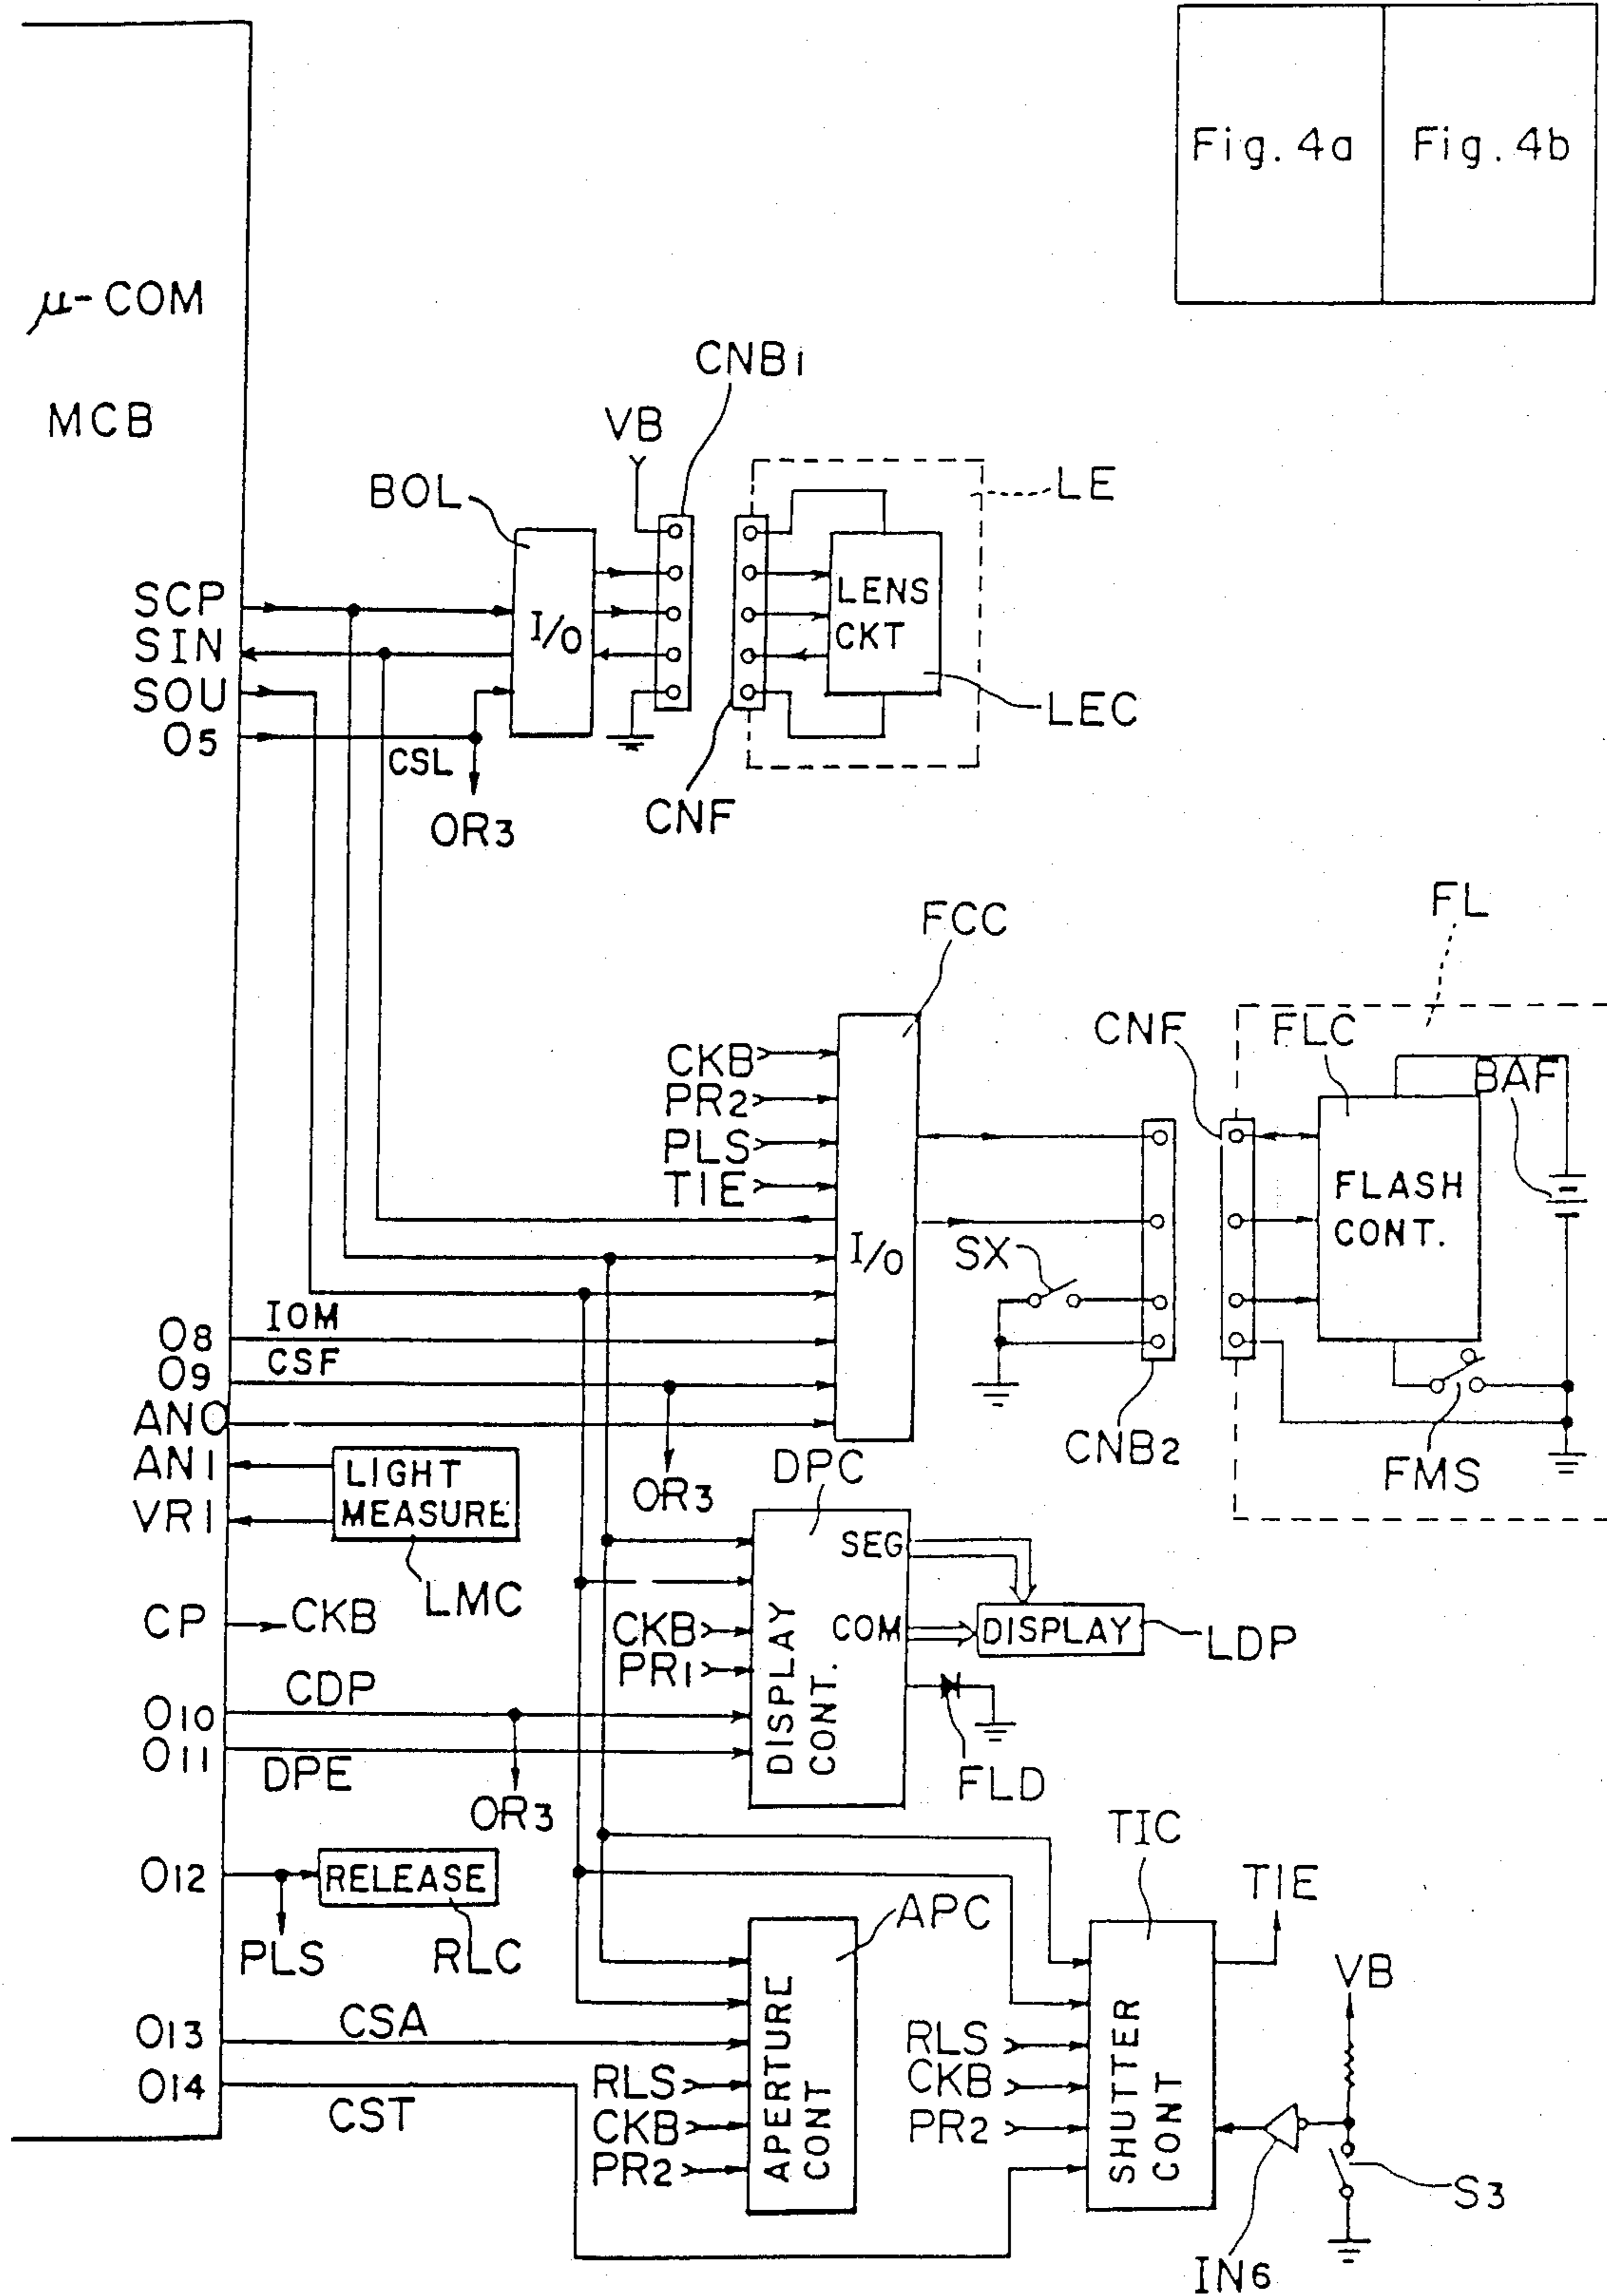 Fig. 4a
Fig. 4b
μ-COM
MCB
CNB1
VB
BOL
LE
SCP
SIN
SOU
O5
I/O
LENS
CKT
LEC
CSL
OR3
CNF
FCC
FL
CKB
PR2
PLS
TIE
CNF
FLC
BAF
FLASH
CONT.
I/O
SX
IOM
O8
CSF
O9
AN0
AN1
VR1
LIGHT
MEASURE
OR3
DPC
CNB2
FMS
SEG
LMC
CP
CKB
CKB
PR1
COM
DISPLAY
LDP
DISPLAY
CONT.
CDP
O10
O11
DPE
FLD
OR3
TIC
O12
RELEASE
TIE
APC
PLS
RLC
VB
O13
CSA
APERTURE
CONT
RLS
CKB
PR2
SHUTTER
CONT
O14
CST
RLS
CKB
PR2
S3
IN6